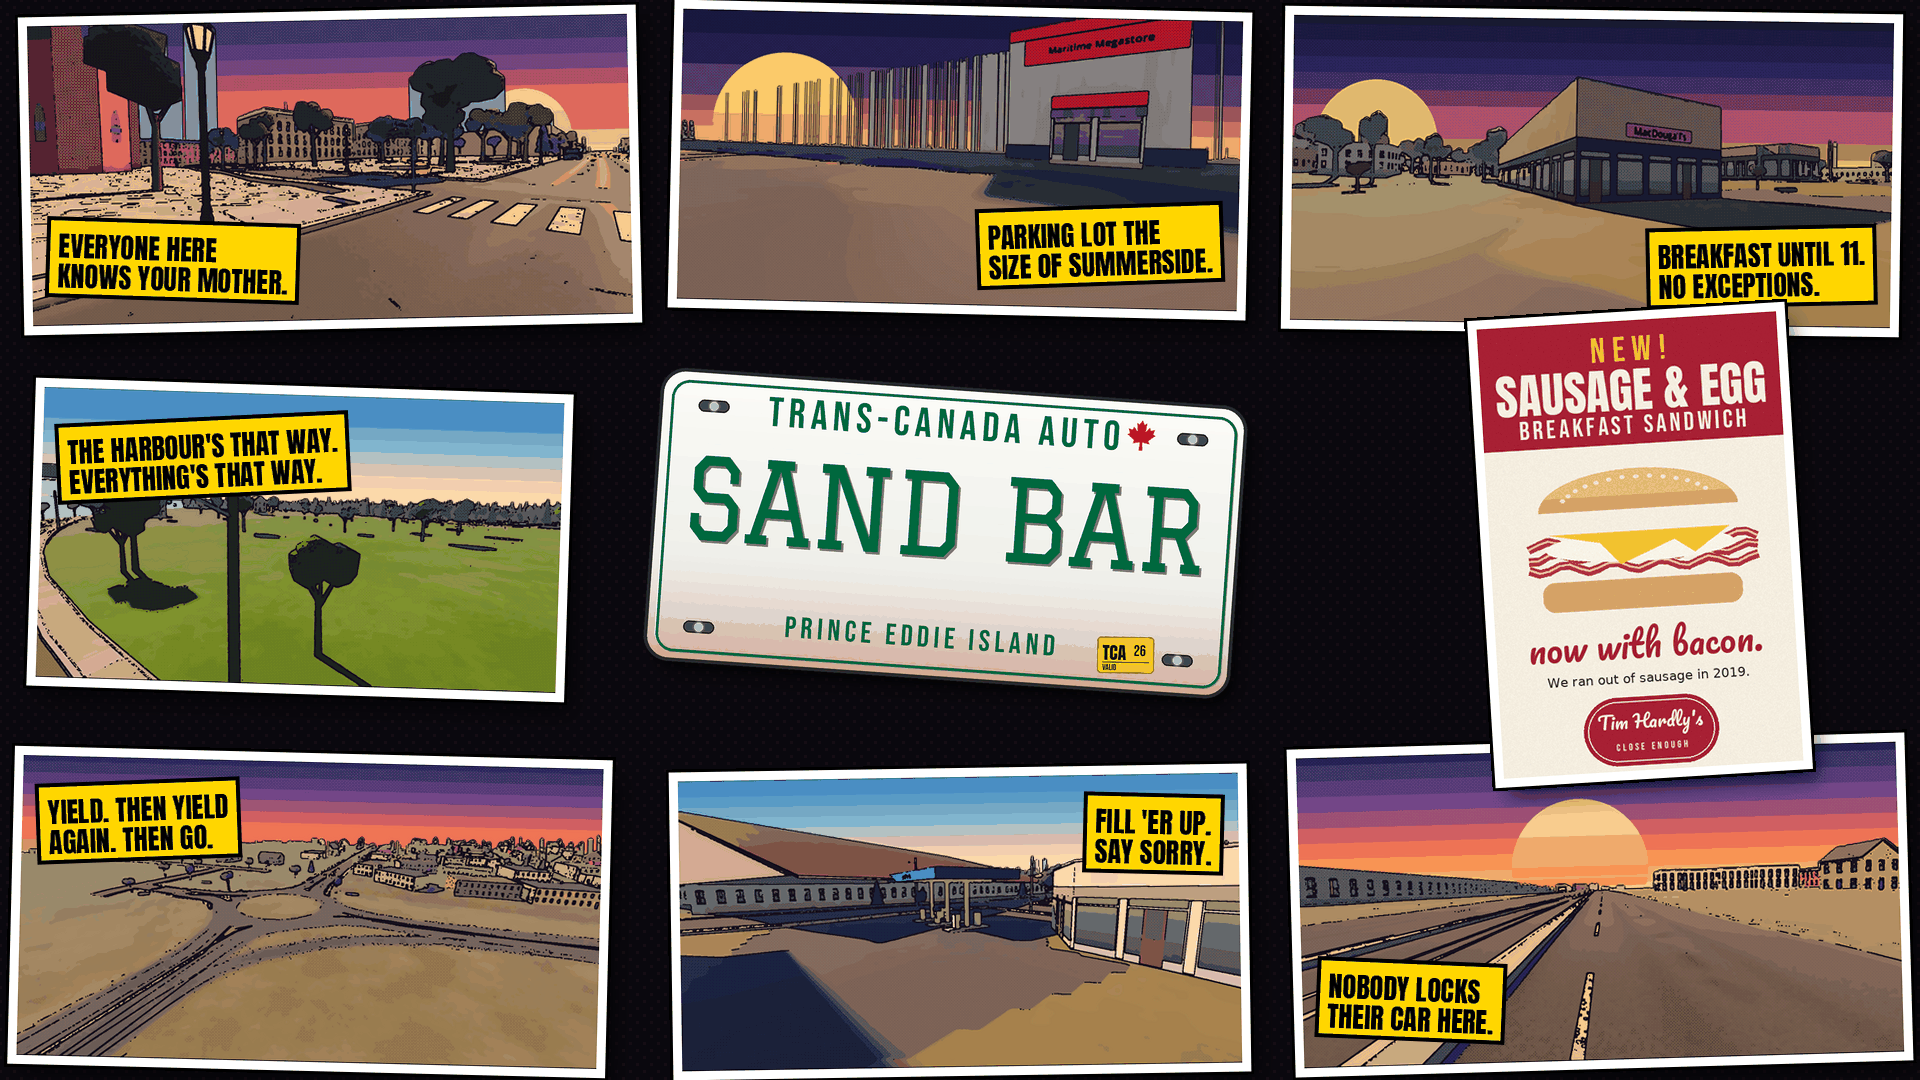 EVERYONE HERE
KNOWS YOUR MOTHER.
Maritime Megastore
PARKING LOT THE
SIZE OF SUMMERSIDE.
MacDougal's
BREAKFAST UNTIL 11.
NO EXCEPTIONS.
THE HARBOUR'S THAT WAY.
EVERYTHING'S THAT WAY.
TRANS-CANADA AUTO
SAND BAR
PRINCE EDDIE ISLAND
TCA 26
VALID
NEW!
SAUSAGE & EGG
BREAKFAST SANDWICH
now with bacon.
We ran out of sausage in 2019.
Tim Hardly's
CLOSE ENOUGH
YIELD. THEN YIELD
AGAIN. THEN GO.
FILL 'ER UP.
SAY SORRY.
NOBODY LOCKS
THEIR CAR HERE.